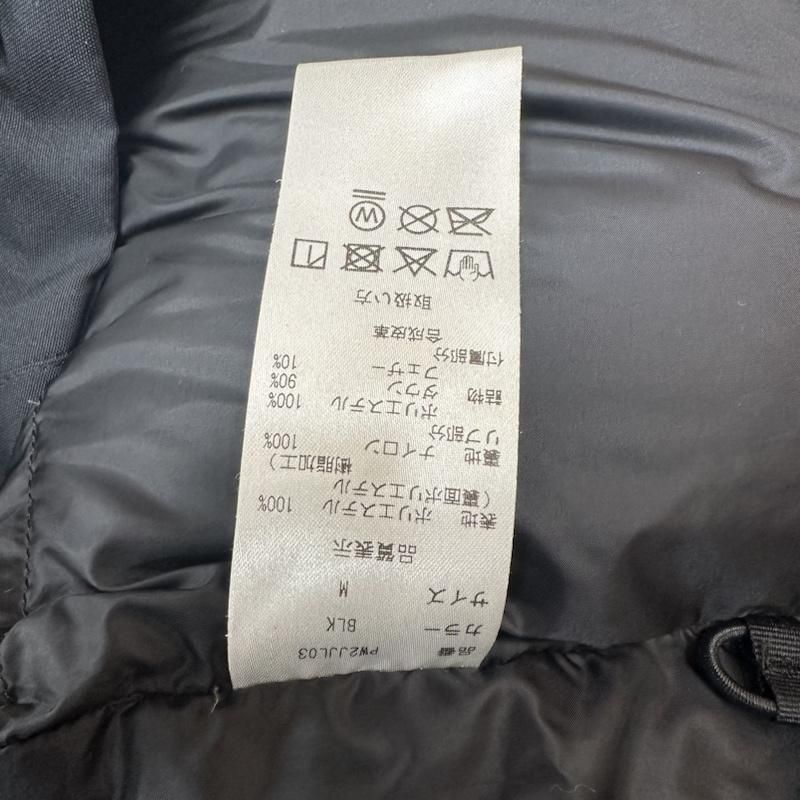 品番 PW2JJL03
カラー BLK
サイズ M
品質表示
表地 ポリエステル 100%
(裏面ポリエステル
樹脂加工)
裏地 ナイロン 100%
リブ部分
ポリエステル 100%
詰物 ダウン 90%
フェザー 10%
付属部分
合成皮革
取扱い方
W